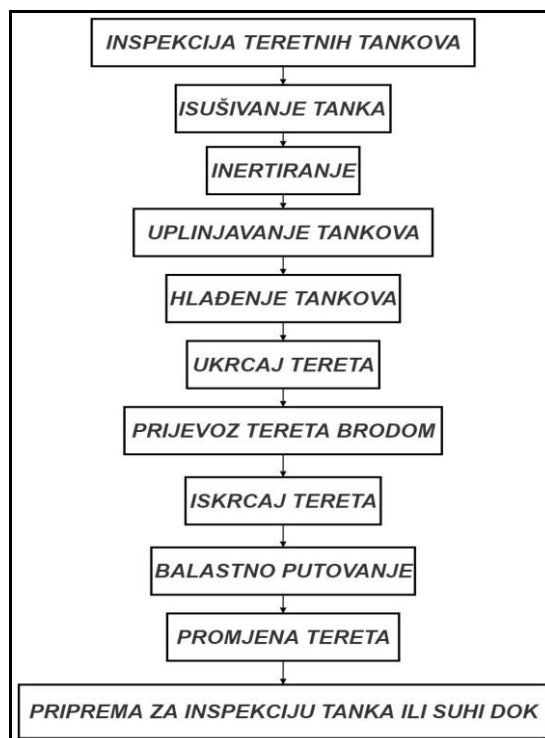 INSPEKCIJA TERETNIH TANKOVA
ISUŠIVANJE TANKA
INERTIRANJE
UPLINJAVANJE TANKOVA
HLAĐENJE TANKOVA
UKRCAJ TERETA
PRIJEVOZ TERETA BRODOM
ISKRCAJ TERETA
BALASTNO PUTOVANJE
PROMJENA TERETA
PRIPREMA ZA INSPEKCIJU TANKA ILI SUHI DOK